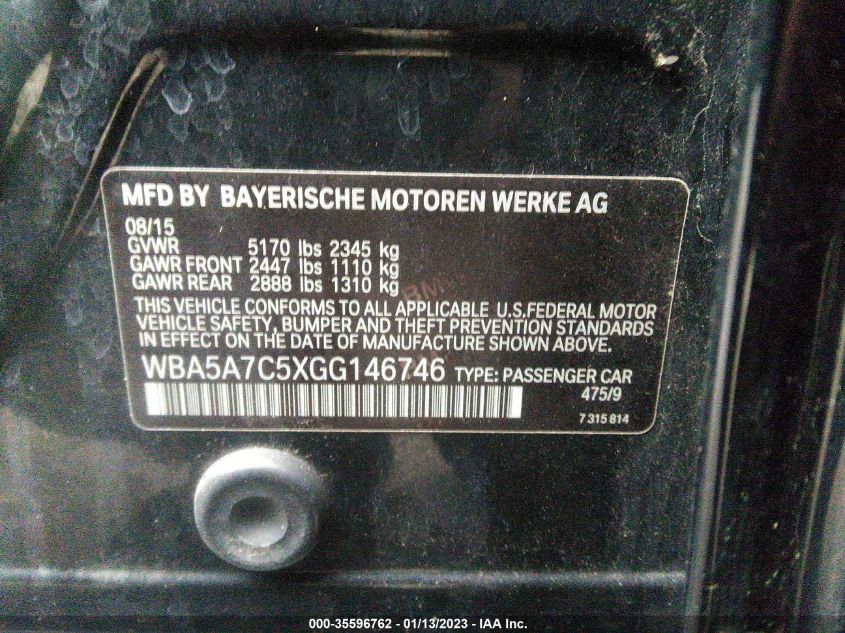 MFD BY BAYERISCHE MOTOREN WERKE AG
08/15
GVWR 5170 lbs 2345 kg
GAWR FRONT 2447 lbs 1110 kg
GAWR REAR 2888 lbs 1310 kg
BMW
THIS VEHICLE CONFORMS TO ALL APPLICABLE U.S.FEDERAL MOTOR
VEHICLE SAFETY, BUMPER AND THEFT PREVENTION STANDARDS
IN EFFECT ON THE DATE OF MANUFACTURE SHOWN ABOVE.
WBA5A7C5XGG146746 TYPE: PASSENGER CAR
475/9
7 315 814
000-35596762 - 01/13/2023 - IAA Inc.